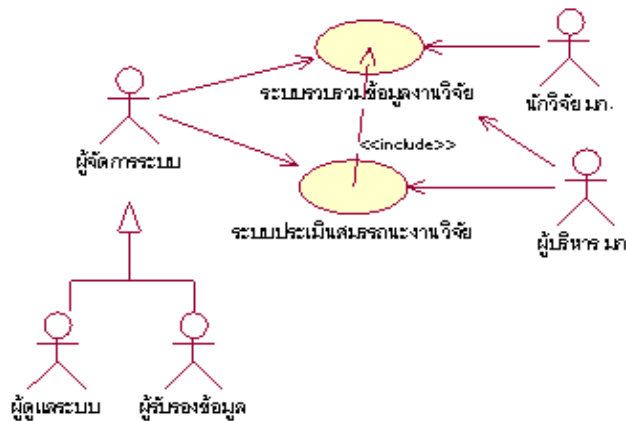 ระบบรวบรวมข้อมูลงานวิจัย
นักวิจัย มก.
ผู้จัดการระบบ
<<include>>
ระบบประเมินสมรรถนะงานวิจัย
ผู้บริหาร มก
ผู้ดูแลระบบ
ผู้รับรองข้อมูล